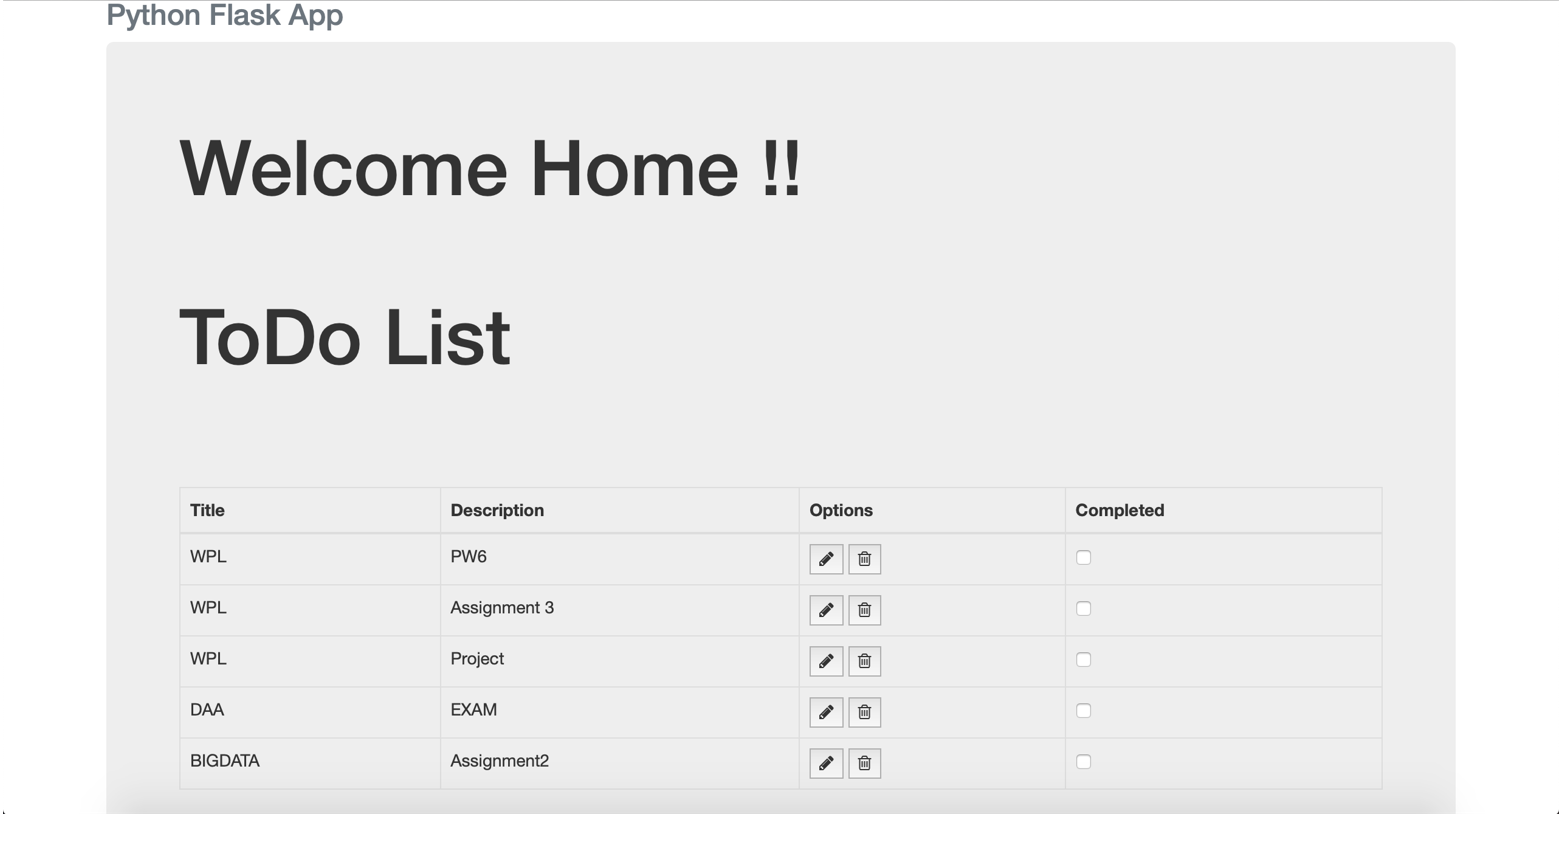 Python Flask App
Welcome Home !!
ToDo List
Title Description Options Completed
WPL PW6
WPL Assignment 3
WPL Project
DAA EXAM
BIGDATA Assignment2